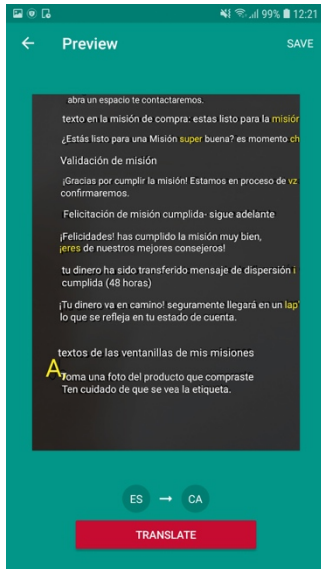 99% 12:21
Preview
SAVE
abra un espacio te contactaremos.
texto en la misión de compra: estas listo para la misiór
¿Estás listo para una Misión super buena? es momento ch
Validación de misión
¡Gracias por cumplir la misión! Estamos en proceso de vz
confirmaremos.
Felicitación de misión cumplida- sigue adelante
¡Felicidades! has cumplido la misión muy bien,
¡eres de nuestros mejores consejeros!
tu dinero ha sido transferido mensaje de dispersión i
cumplida (48 horas)
¡Tu dinero va en camino! seguramente llegará en un lap'
lo que se refleja en tu estado de cuenta.
textos de las ventanillas de mis misiones
A,
Toma una foto del producto que compraste
Ten cuidado de que se vea la etiqueta.
ES → CA
TRANSLATE